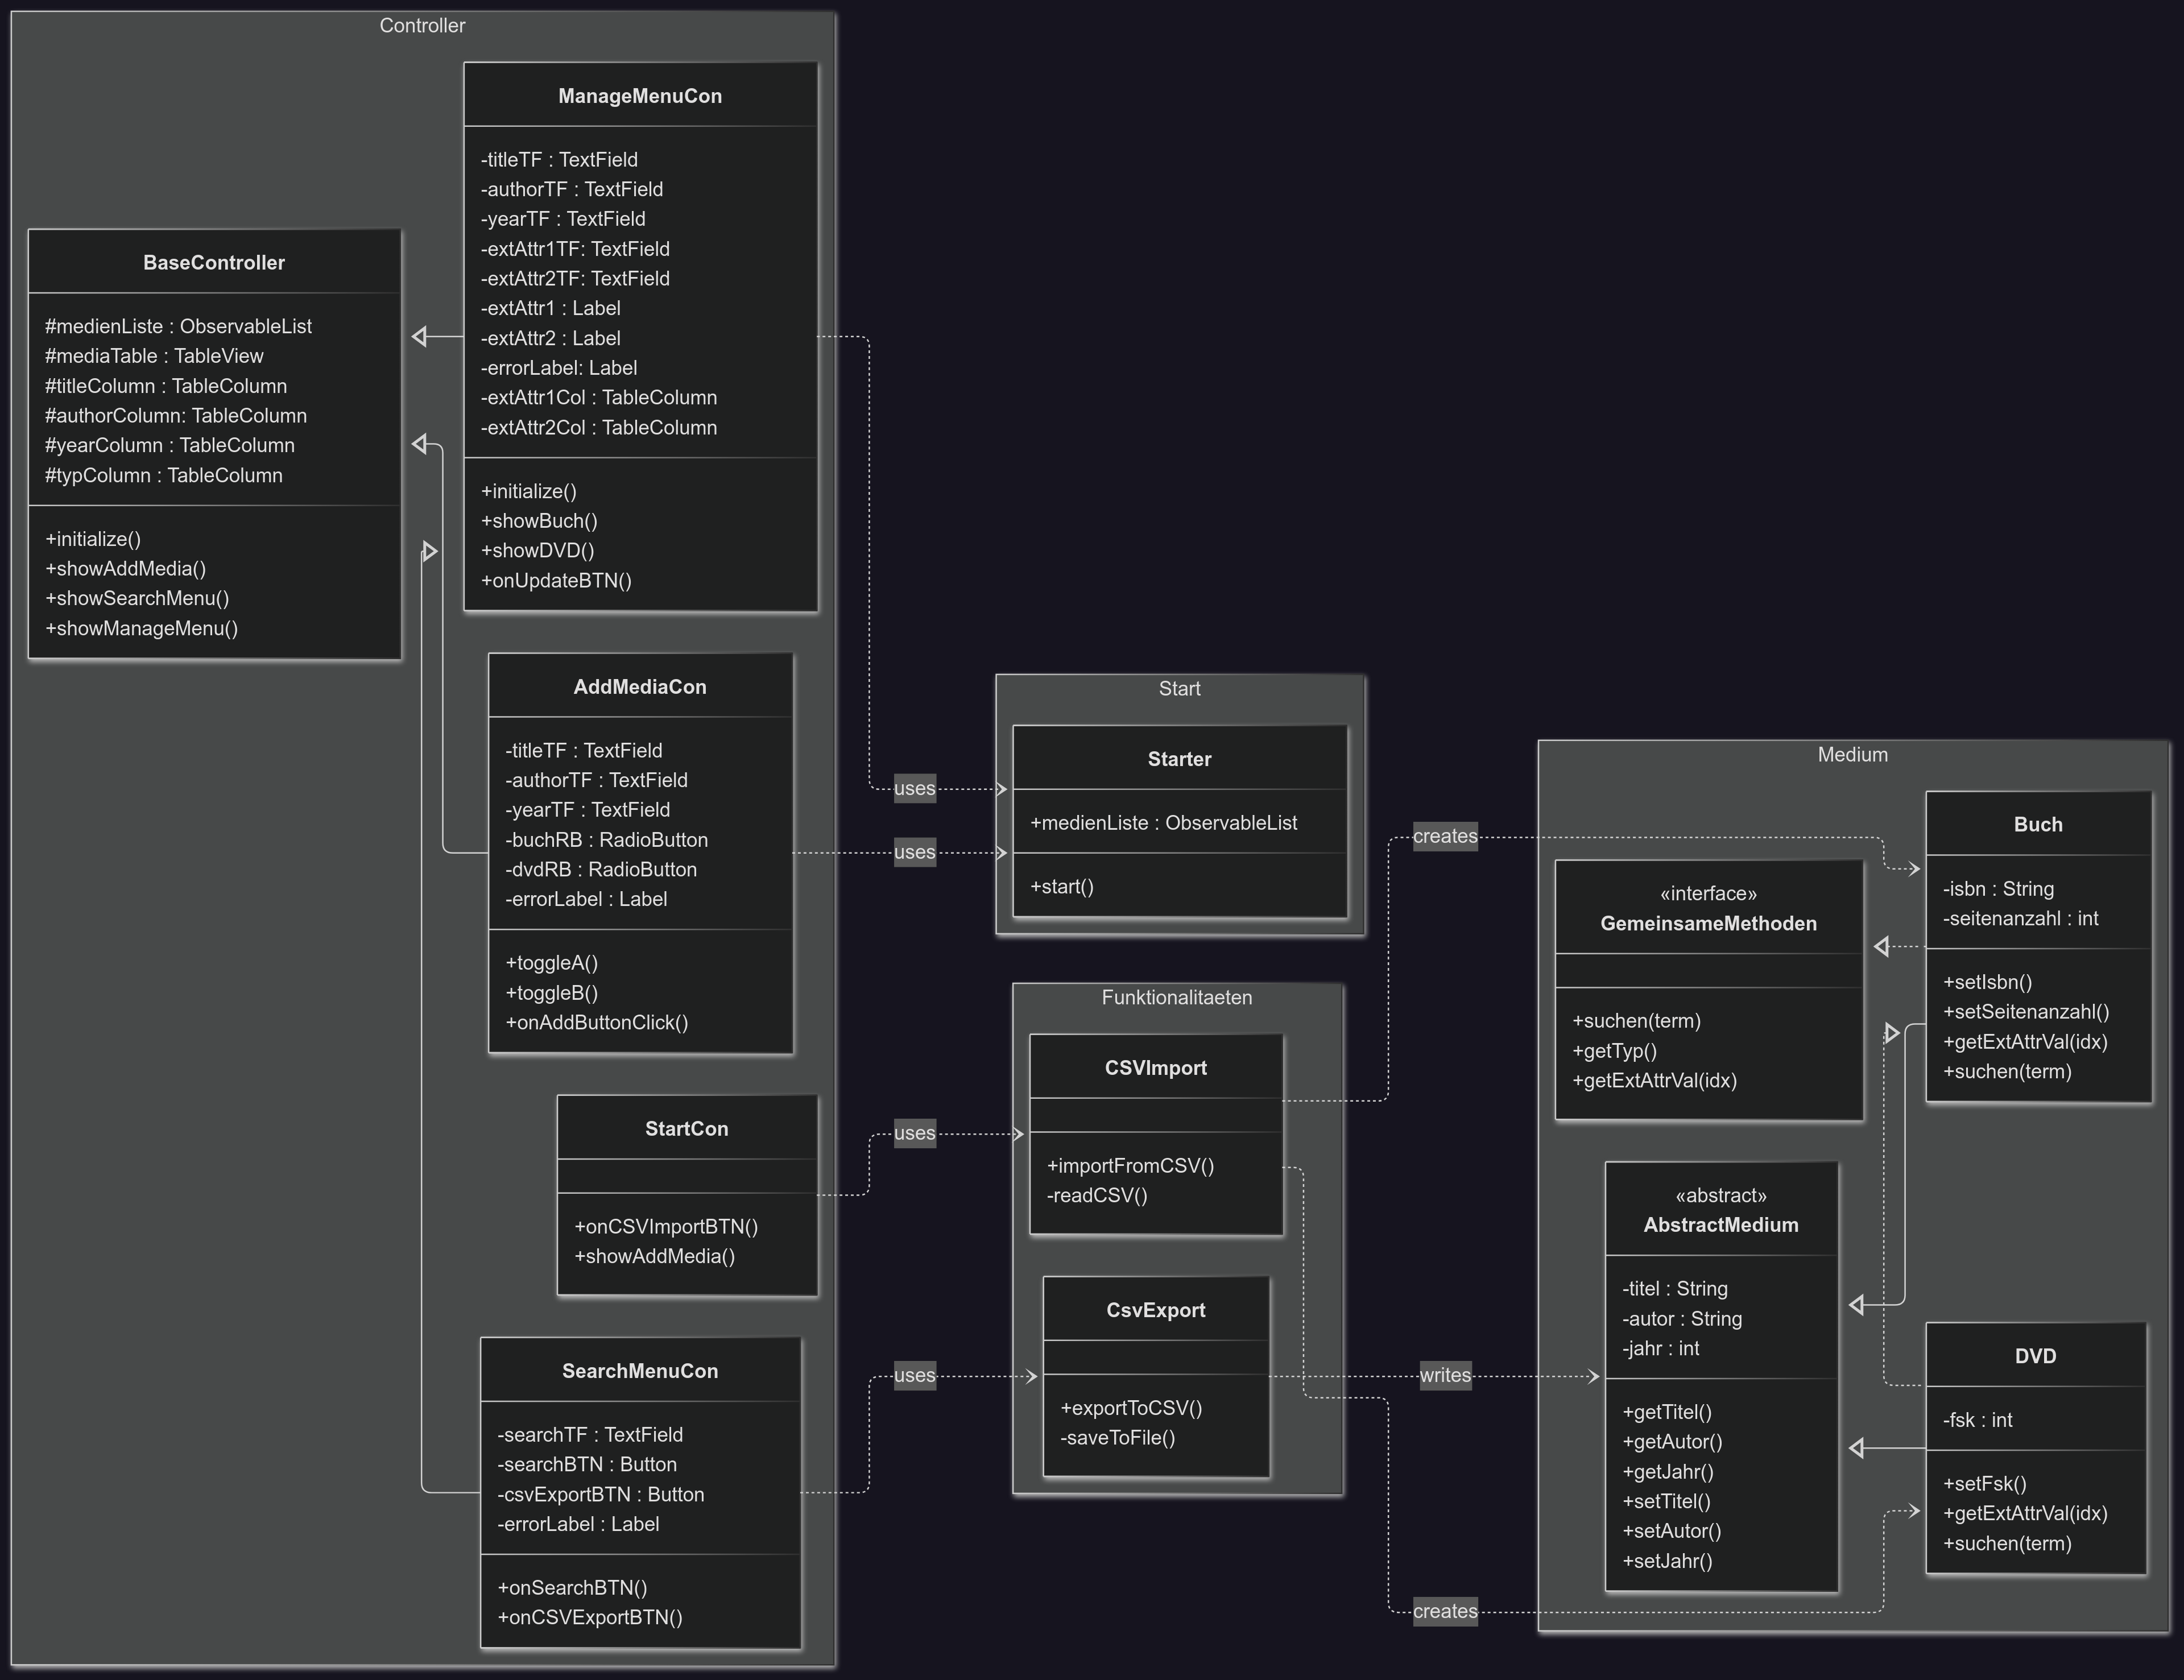 Controller
ManageMenuCon
-titleTF : TextField
-authorTF : TextField
-yearTF : TextField
-extAttr1TF: TextField
-extAttr2TF: TextField
-extAttr1 : Label
-extAttr2 : Label
-errorLabel: Label
-extAttr1Col : TableColumn
-extAttr2Col : TableColumn
+initialize()
+showBuch()
+showDVD()
+onUpdateBTN()
BaseController
#medienListe : ObservableList
#mediaTable : TableView
#titleColumn : TableColumn
#authorColumn: TableColumn
#yearColumn : TableColumn
#typColumn : TableColumn
+initialize()
+showAddMedia()
+showSearchMenu()
+showManageMenu()
AddMediaCon
-titleTF : TextField
-authorTF : TextField
-yearTF : TextField
-buchRB : RadioButton
-dvdRB : RadioButton
-errorLabel : Label
+toggleA()
+toggleB()
+onAddButtonClick()
StartCon
+onCSVImportBTN()
+showAddMedia()
SearchMenuCon
-searchTF : TextField
-searchBTN : Button
-csvExportBTN : Button
-errorLabel : Label
+onSearchBTN()
+onCSVExportBTN()
uses
uses
uses
uses
Start
Starter
+medienListe : ObservableList
+start()
Funktionalitaeten
CSVImport
+importFromCSV()
-readCSV()
CsvExport
+exportToCSV()
-saveToFile()
creates
writes
creates
Medium
«interface»
GemeinsameMethoden
+suchen(term)
+getTyp()
+getExtAttrVal(idx)
«abstract»
AbstractMedium
-titel : String
-autor : String
-jahr : int
+getTitel()
+getAutor()
+getJahr()
+setTitel()
+setAutor()
+setJahr()
Buch
-isbn : String
-seitenanzahl : int
+setIsbn()
+setSeitenanzahl()
+getExtAttrVal(idx)
+suchen(term)
DVD
-fsk : int
+setFsk()
+getExtAttrVal(idx)
+suchen(term)